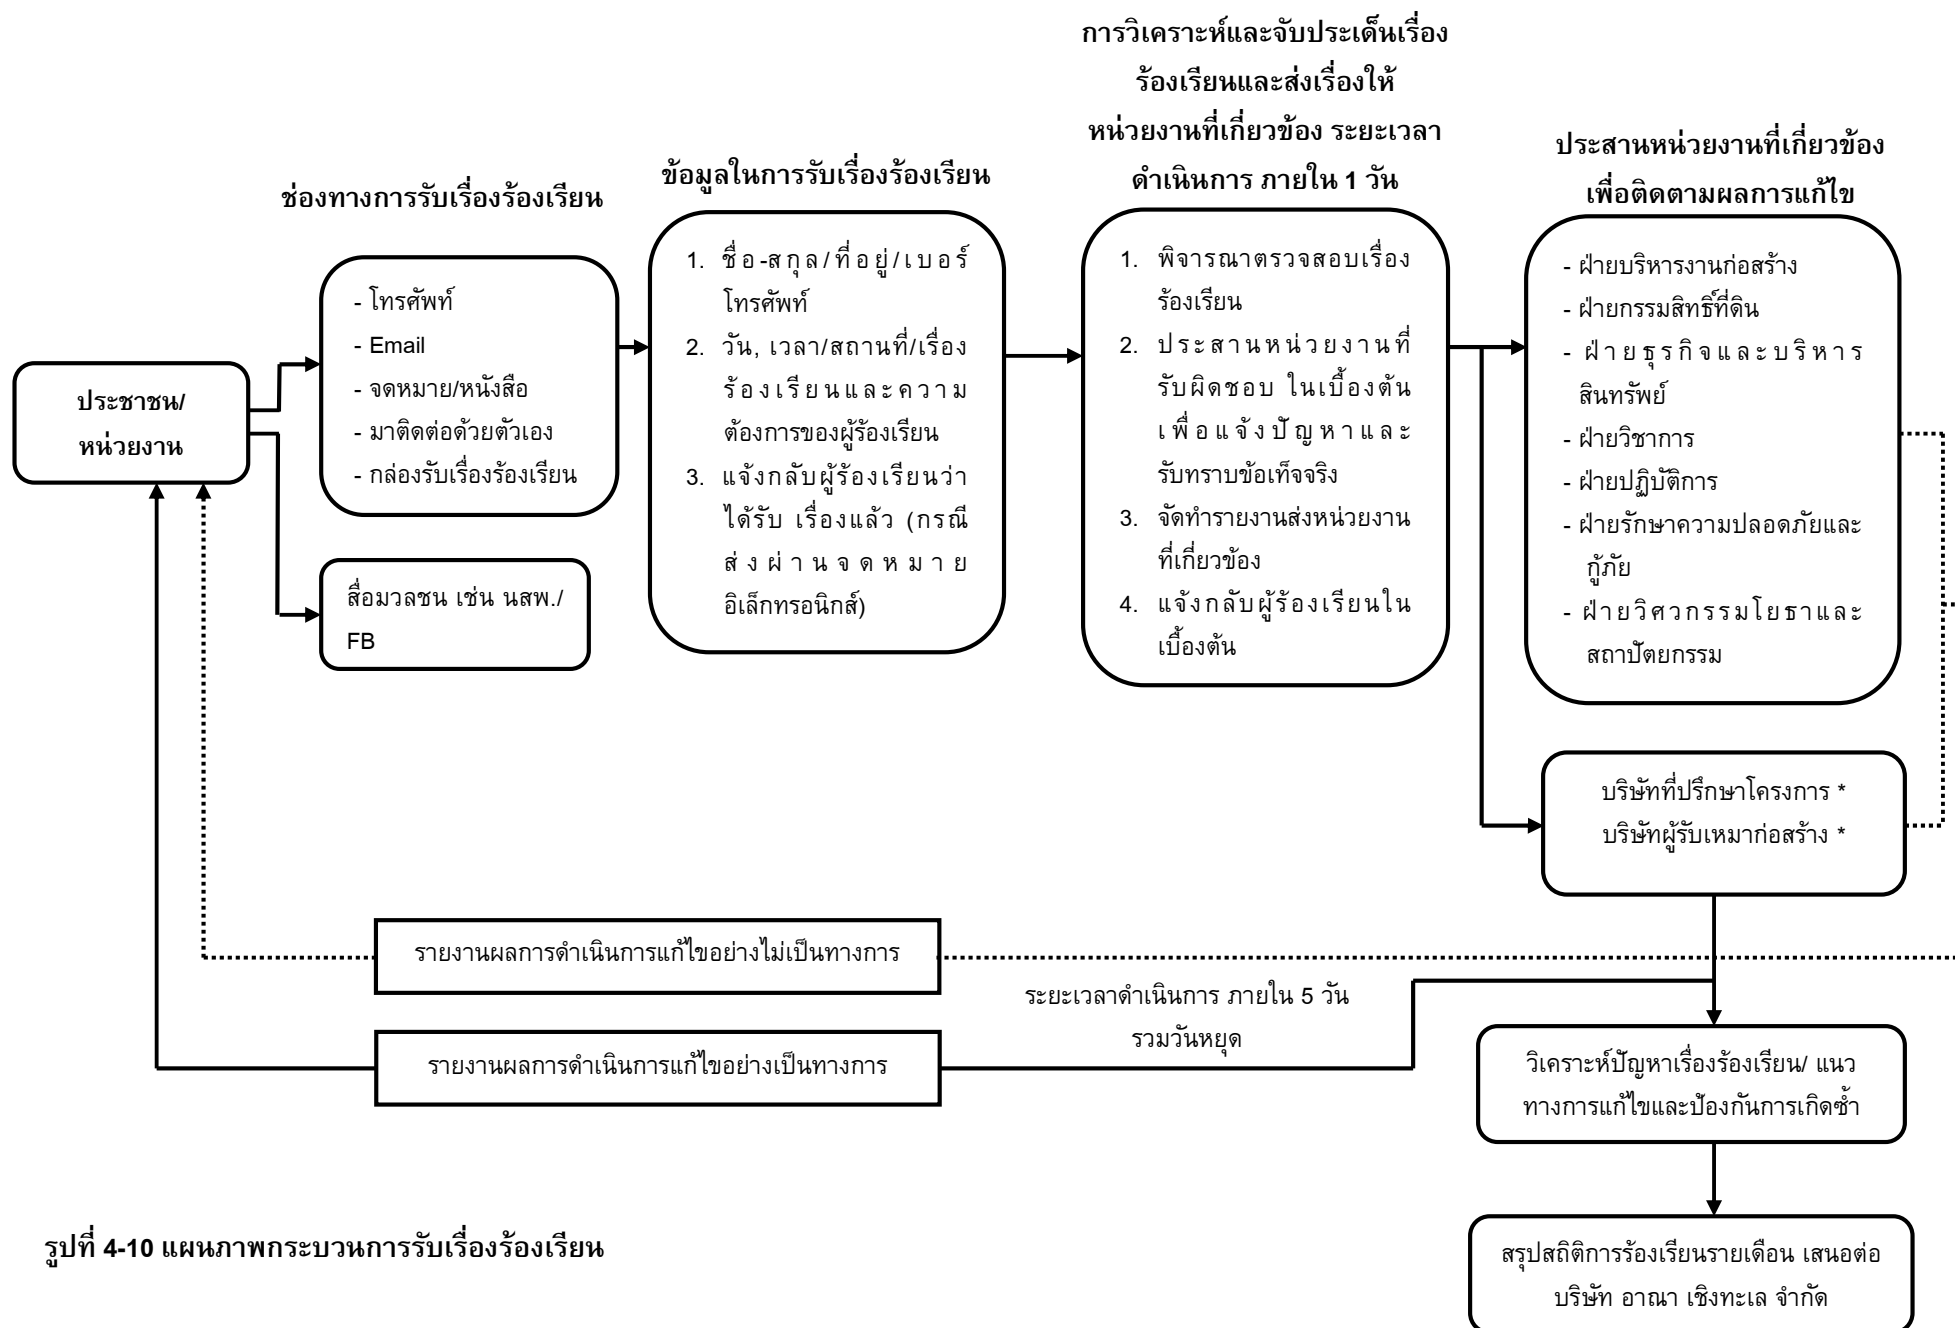 การวิเคราะห์และจับประเด็นเรื่อง
ร้องเรียนและส่งเรื่องให้
หน่วยงานที่เกี่ยวข้อง ระยะเวลา
ดำเนินการ ภายใน 1 วัน
ประสานหน่วยงานที่เกี่ยวข้อง
เพื่อติดตามผลการแก้ไข
ข้อมูลในการรับเรื่องร้องเรียน
ช่องทางการรับเรื่องร้องเรียน
ประชาชน/
หน่วยงาน
- โทรศัพท์
- Email
- จดหมาย/หนังสือ
- มาติดต่อด้วยตัวเอง
- กล่องรับเรื่องร้องเรียน
สื่อมวลชน เช่น นสพ./
FB
1. ชื่อ-สกุล/ที่อยู่/เบอร์
โทรศัพท์
2. วัน, เวลา/สถานที่/เรื่อง
ร้องเรียนและความ
ต้องการของผู้ร้องเรียน
3. แจ้งกลับผู้ร้องเรียนว่า
ได้รับ เรื่องแล้ว (กรณี
ส่งผ่านจดหมาย
อิเล็กทรอนิกส์)
1. พิจารณาตรวจสอบเรื่อง
ร้องเรียน
2. ประสานหน่วยงานที่
รับผิดชอบ ในเบื้องต้น
เพื่อแจ้งปัญหาและ
รับทราบข้อเท็จจริง
3. จัดทำรายงานส่งหน่วยงาน
ที่เกี่ยวข้อง
4. แจ้งกลับผู้ร้องเรียนใน
เบื้องต้น
- ฝ่ายบริหารงานก่อสร้าง
- ฝ่ายกรรมสิทธิ์ที่ดิน
- ฝ่ายธุรกิจและบริหาร
สินทรัพย์
- ฝ่ายวิชาการ
- ฝ่ายปฏิบัติการ
- ฝ่ายรักษาความปลอดภัยและ
กู้ภัย
- ฝ่ายวิศวกรรมโยธาและ
สถาปัตยกรรม
บริษัทที่ปรึกษาโครงการ *
บริษัทผู้รับเหมาก่อสร้าง *
รายงานผลการดำเนินการแก้ไขอย่างไม่เป็นทางการ
ระยะเวลาดำเนินการ ภายใน 5 วัน
รวมวันหยุด
รายงานผลการดำเนินการแก้ไขอย่างเป็นทางการ
วิเคราะห์ปัญหาเรื่องร้องเรียน/ แนว
ทางการแก้ไขและป้องกันการเกิดซ้ำ
สรุปสถิติการร้องเรียนรายเดือน เสนอต่อ
บริษัท อาณา เชิงทะเล จำกัด
รูปที่ 4-10 แผนภาพกระบวนการรับเรื่องร้องเรียน